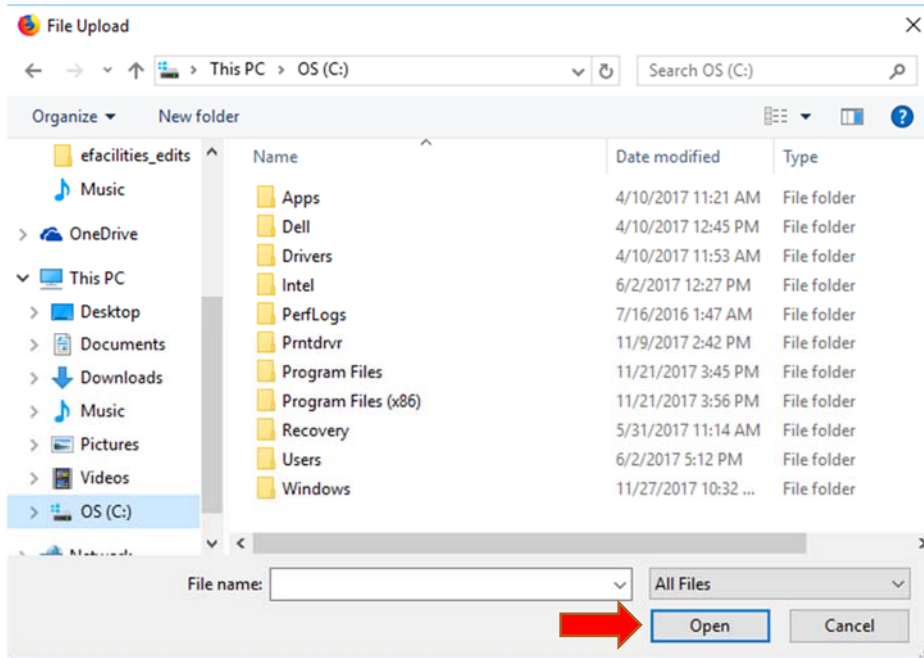 File Upload
This PC > OS (C:)
Search OS (C:)
Organize
New folder
efacilities_edits
Music
OneDrive
This PC
Desktop
Documents
Downloads
Music
Pictures
Videos
OS (C:)
Network
Name Date modified Type
Apps 4/10/2017 11:21 AM File folder
Dell 4/10/2017 12:45 PM File folder
Drivers 4/10/2017 11:53 AM File folder
Intel 6/2/2017 12:27 PM File folder
PerfLogs 7/16/2016 1:47 AM File folder
Prntdrvr 11/9/2017 2:42 PM File folder
Program Files 11/21/2017 3:45 PM File folder
Program Files (x86) 11/21/2017 3:56 PM File folder
Recovery 5/31/2017 11:14 AM File folder
Users 6/2/2017 5:12 PM File folder
Windows 11/27/2017 10:32 ... File folder
File name:
All Files
Open
Cancel